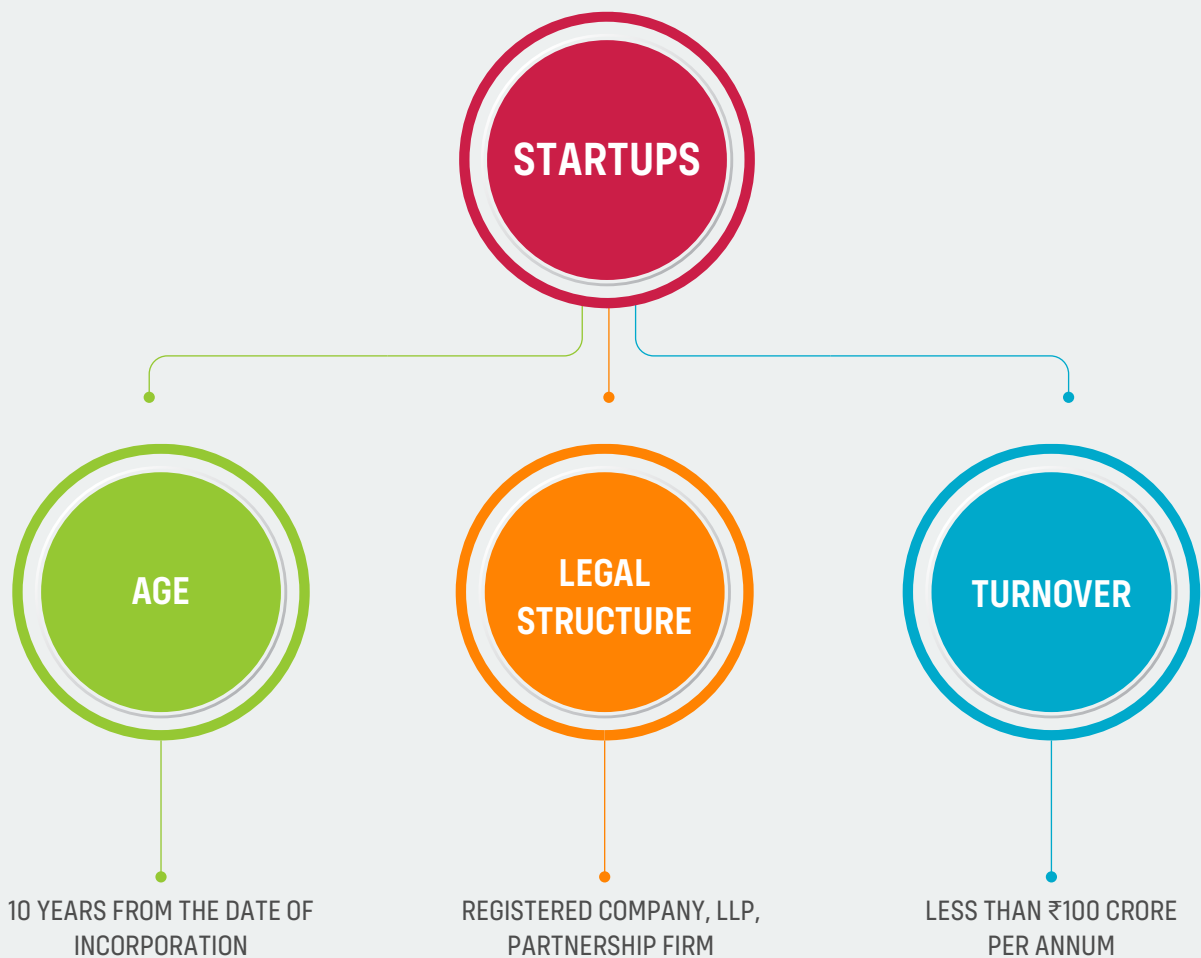 STARTUPS
AGE
LEGAL
STRUCTURE
TURNOVER
10 YEARS FROM THE DATE OF
INCORPORATION
REGISTERED COMPANY, LLP,
PARTNERSHIP FIRM
LESS THAN ₹100 CRORE
PER ANNUM